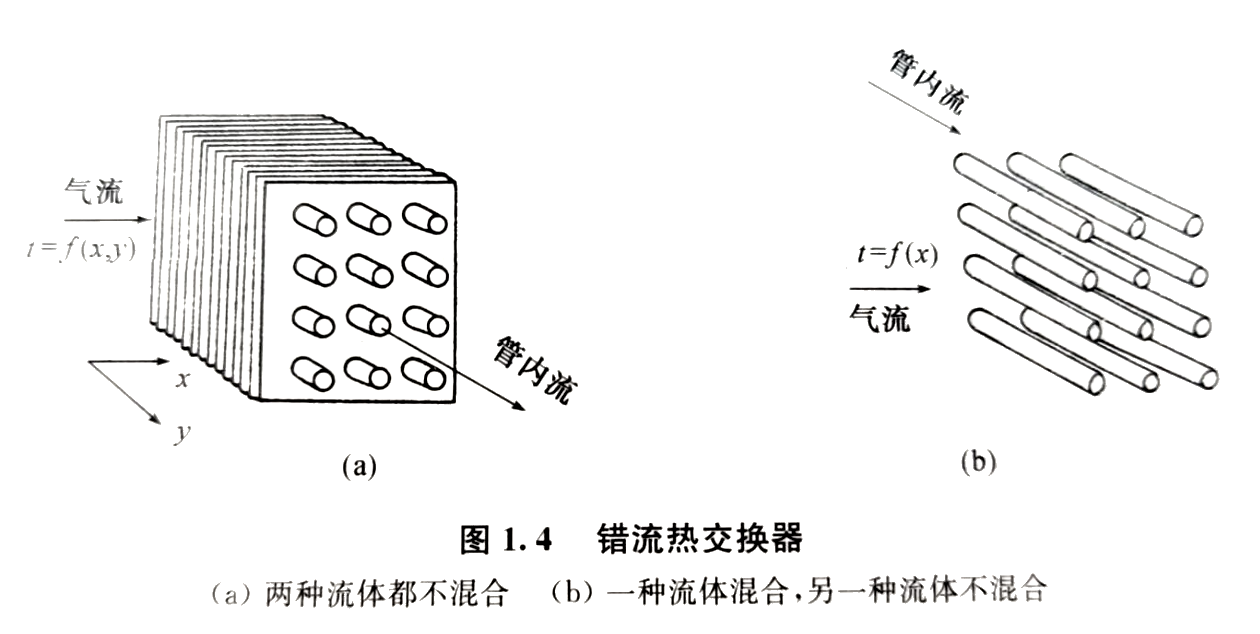 气流
t=f(x,y)
x
y
管内流
(a)
管内流
t=f(x)
气流
(b)
图 1.4 错流热交换器
(a) 两种流体都不混合 (b) 一种流体混合,另一种流体不混合